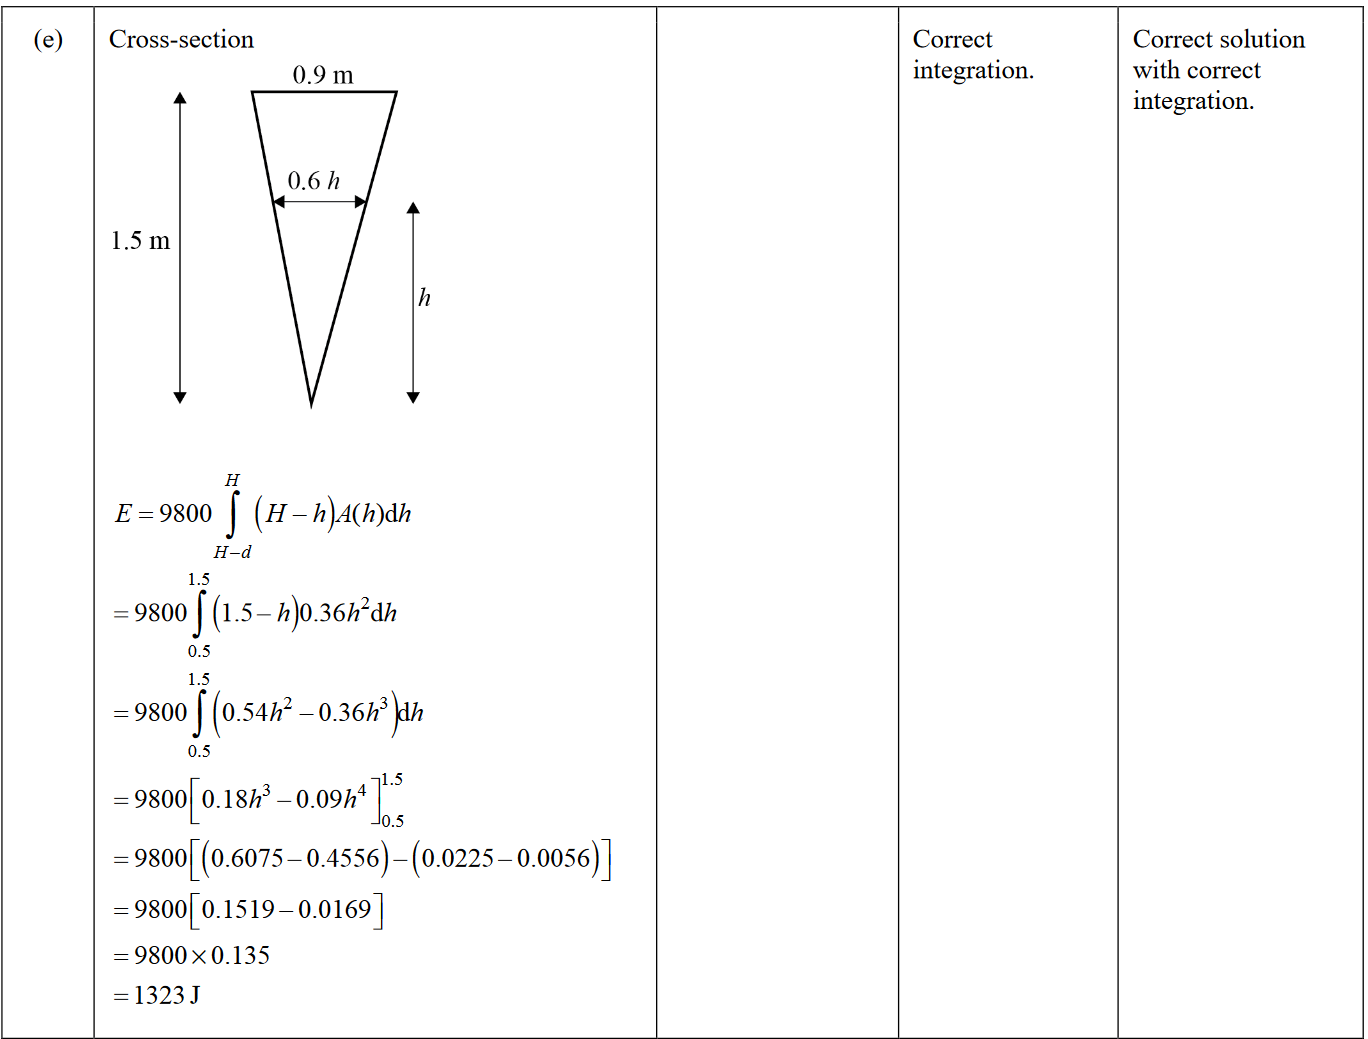 (e)
Cross-section
Correct
integration.
Correct solution
with correct
integration.
0.9 m
0.6 h
1.5 m
h
E = 9800 ∫_{H−d}^{H} (H − h)A(h)dh
= 9800 ∫_{0.5}^{1.5} (1.5 − h)0.36h²dh
= 9800 ∫_{0.5}^{1.5} (0.54h² − 0.36h³)dh
= 9800[0.18h³ − 0.09h⁴]_{0.5}^{1.5}
= 9800[(0.6075 − 0.4556) − (0.0225 − 0.0056)]
= 9800[0.1519 − 0.0169]
= 9800 × 0.135
= 1323 J